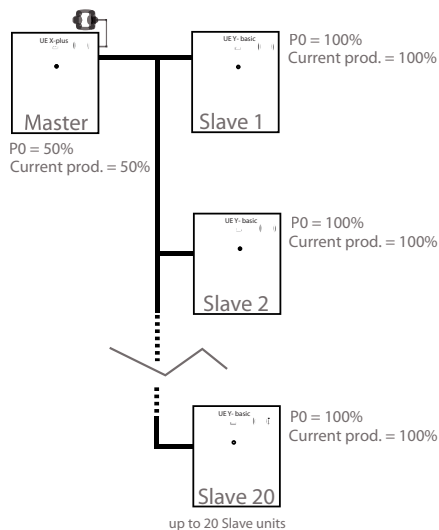 UE X-plus
Master
P0 = 50%
Current prod. = 50%
UE Y- basic
Slave 1
P0 = 100%
Current prod. = 100%
UE Y- basic
Slave 2
P0 = 100%
Current prod. = 100%
UE Y- basic
Slave 20
P0 = 100%
Current prod. = 100%
up to 20 Slave units